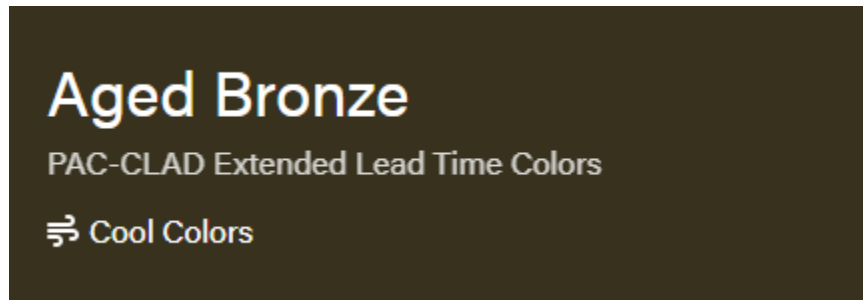 Aged Bronze
PAC-CLAD Extended Lead Time Colors
Cool Colors